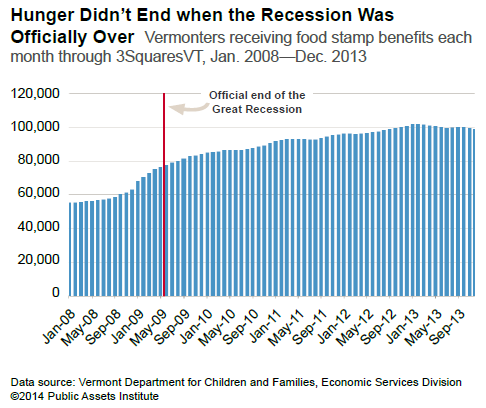 Hunger Didn’t End when the Recession Was
Officially Over Vermonters receiving food stamp benefits each
month through 3SquaresVT, Jan. 2008—Dec. 2013
120,000
Official end of the
Great Recession
100,000
80,000
60,000
40,000
20,000
0
Jan-08
May-08
Sep-08
Jan-09
May-09
Sep-09
Jan-10
May-10
Sep-10
Jan-11
May-11
Sep-11
Jan-12
May-12
Sep-12
Jan-13
May-13
Sep-13
Data source: Vermont Department for Children and Families, Economic Services Division
©2014 Public Assets Institute